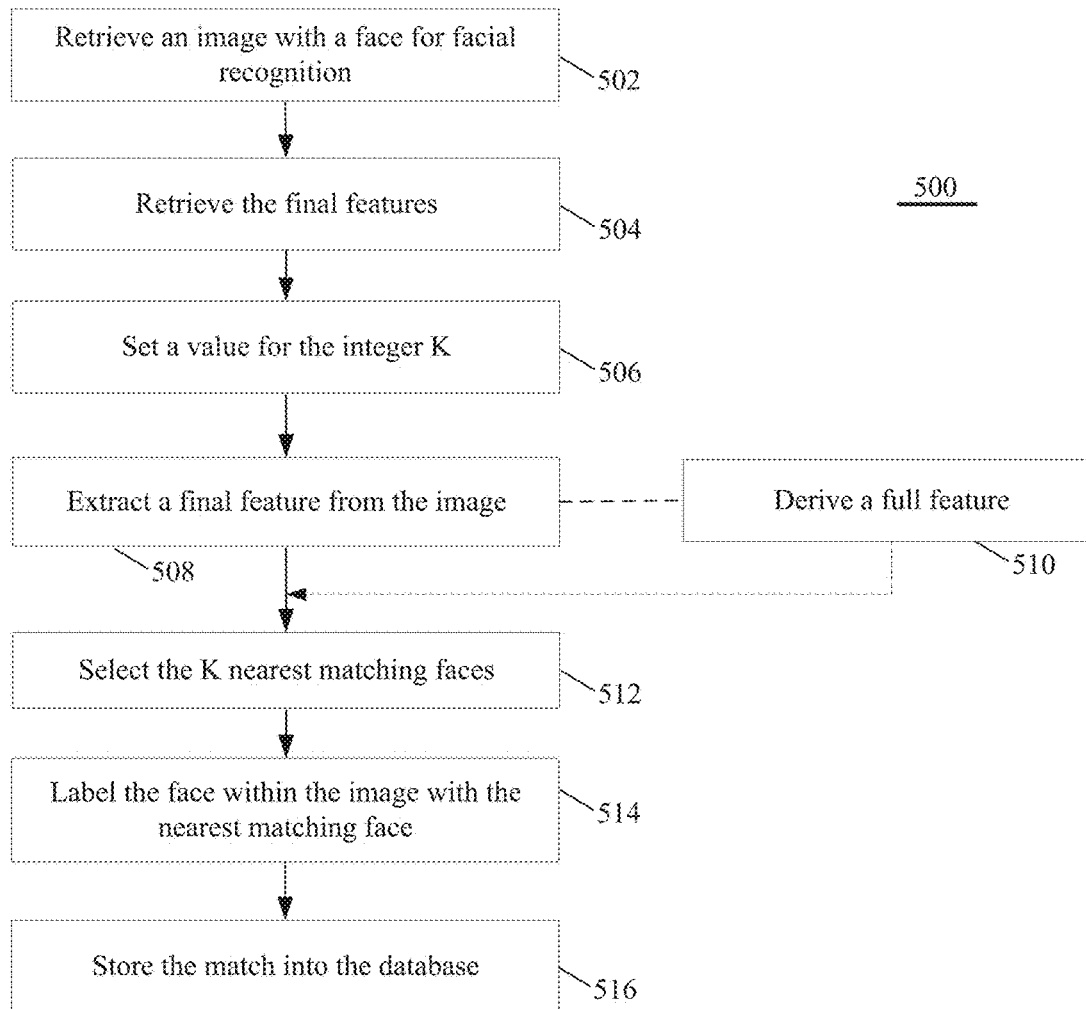 Retrieve an image with a face for facial
recognition
502
Retrieve the final features
504
500
Set a value for the integer K
506
Extract a final feature from the image
508
Derive a full feature
510
Select the K nearest matching faces
512
Label the face within the image with the
nearest matching face
514
Store the match into the database
516